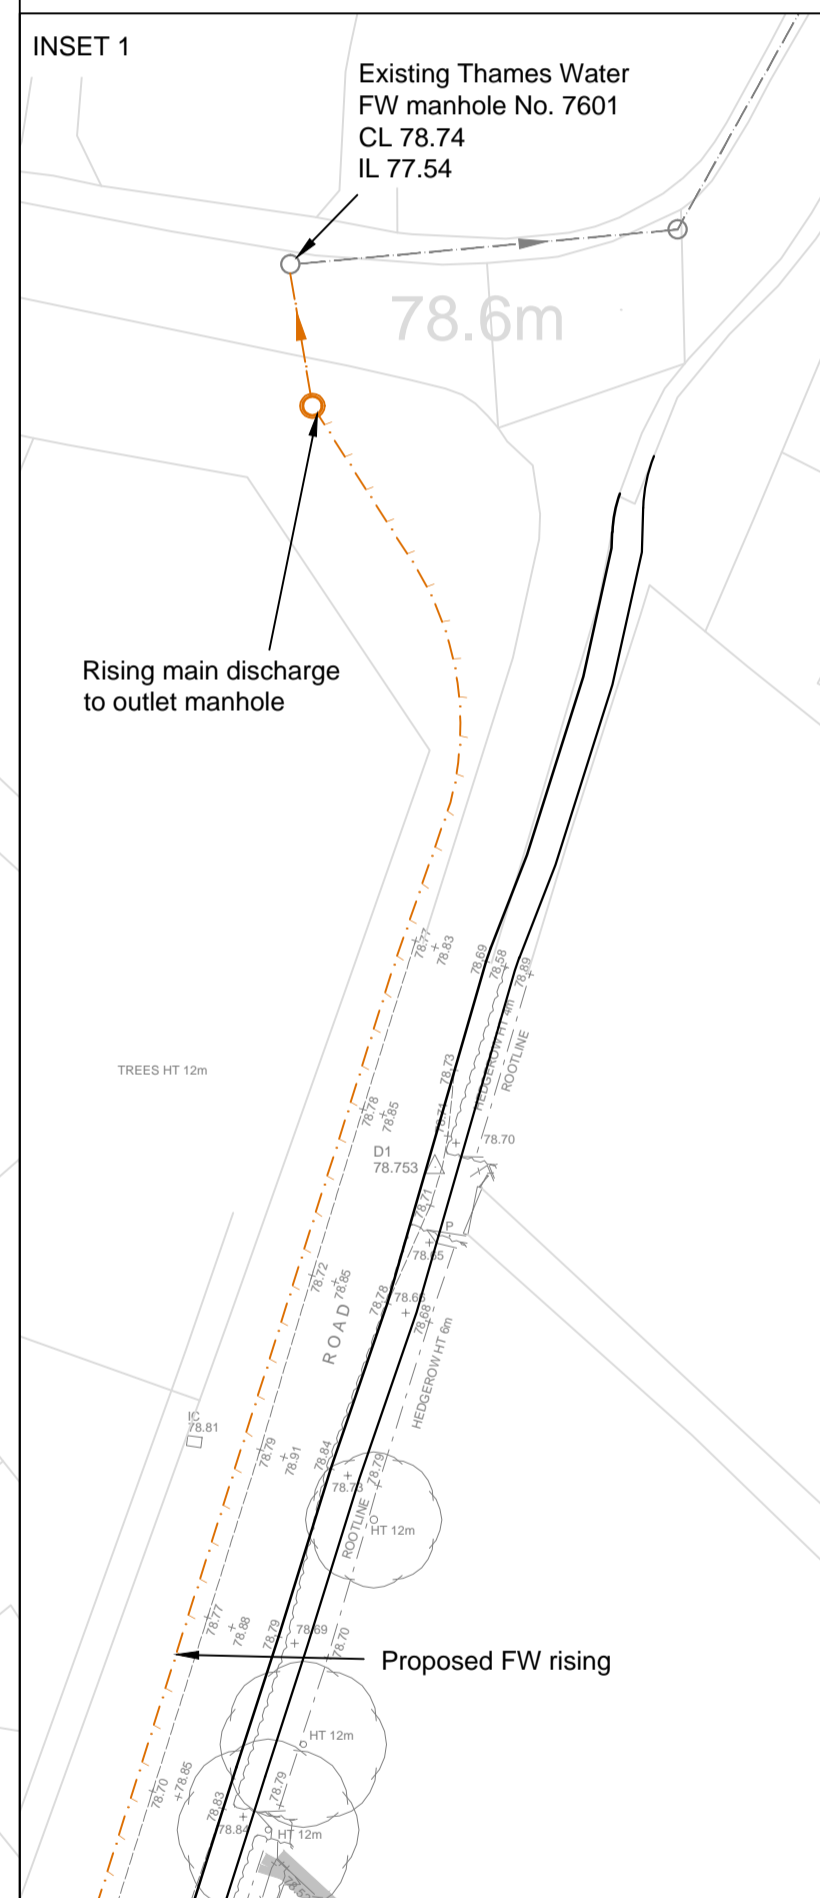 INSET 1
Existing Thames Water
FW manhole No. 7601
CL 78.74
IL 77.54
78.6m
Rising main discharge
to outlet manhole
78.77
78.83
78.69
78.58
78.89
HEDGEROW HT 4m
ROOTLINE
TREES HT 12m
78.73
78.78
78.85
78.71
78.70
D1
78.753
78.71
P
78.65
78.72
78.85
78.78
78.68
ROAD
HEDGEROW HT 6m
IC
78.81
78.79
78.91
78.84
78.79
78.73
ROOTLINE
HT 12m
78.77
78.88
78.79
78.69
78.70
Proposed FW rising
HT 12m
78.70
78.85
78.83
78.79
78.84
HT 12m